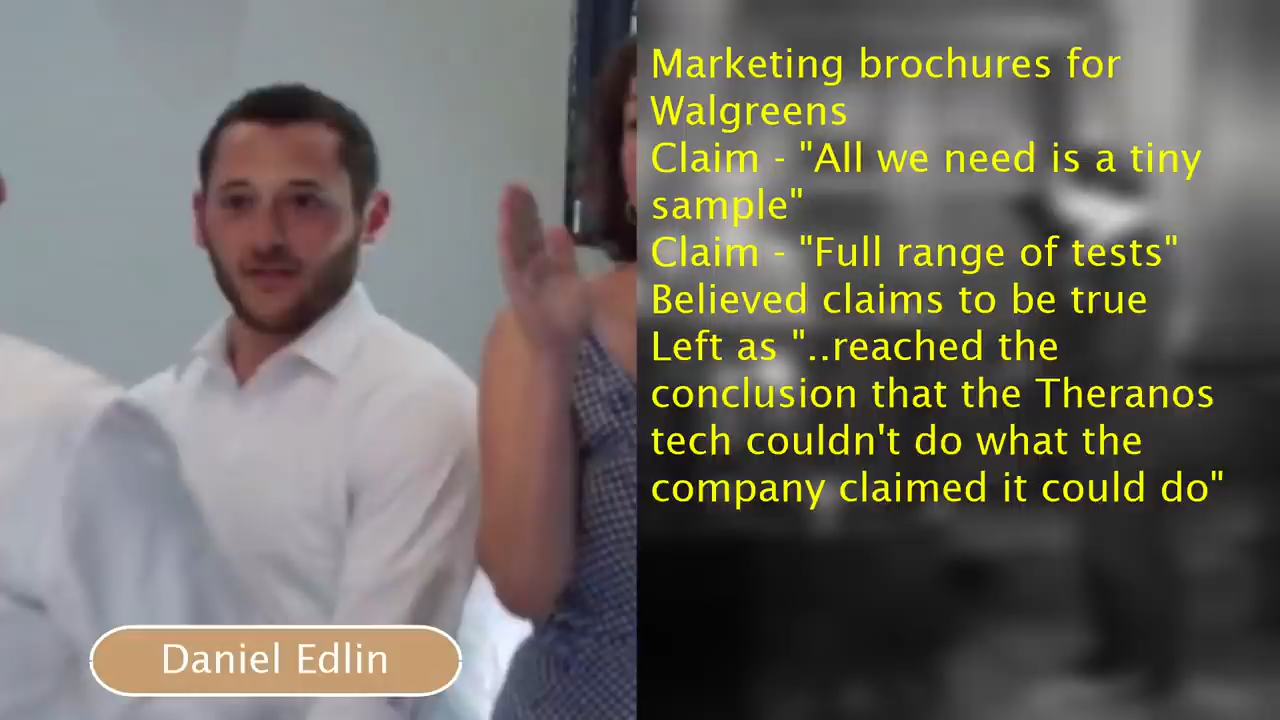 Marketing brochures for
Walgreens
Claim - "All we need is a tiny
sample"
Claim - "Full range of tests"
Believed claims to be true
Left as "..reached the
conclusion that the Theranos
tech couldn't do what the
company claimed it could do"
Daniel Edlin